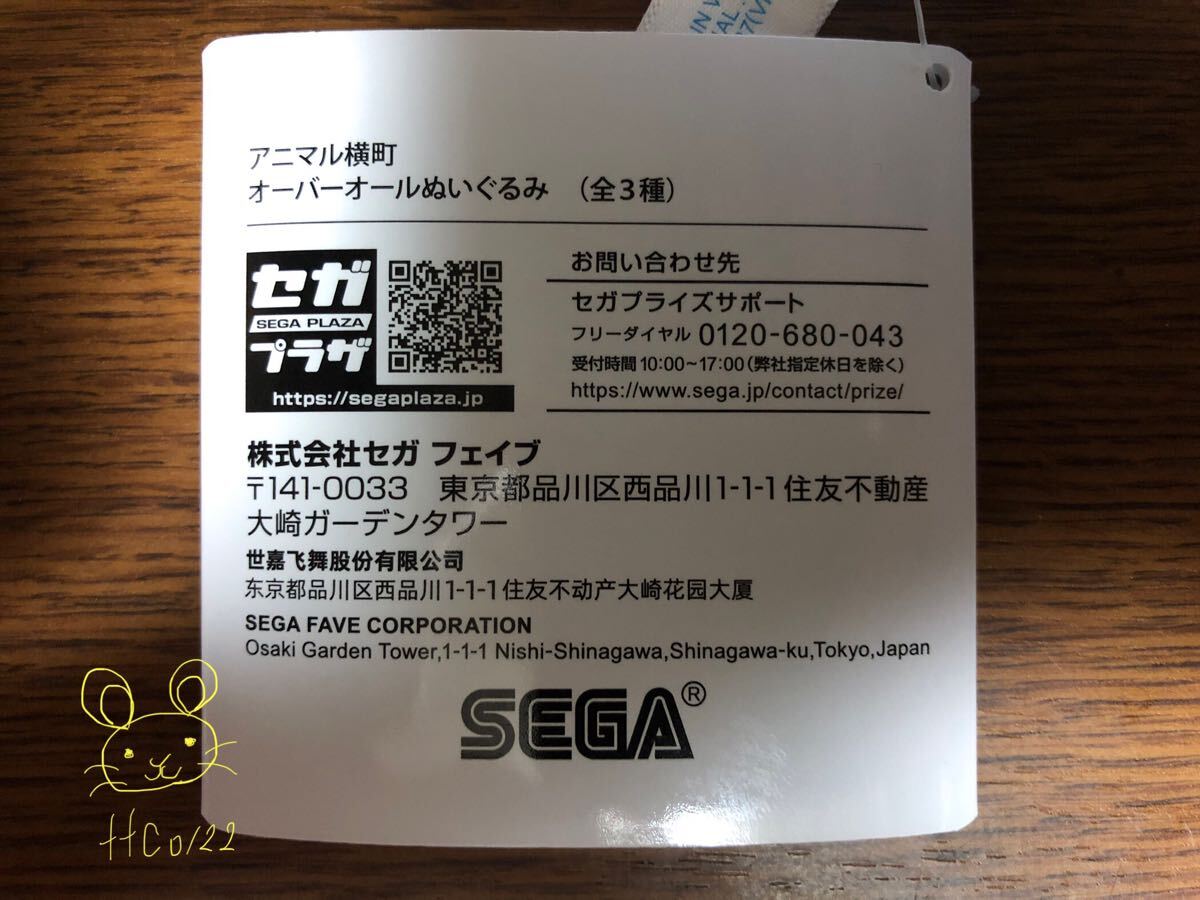 IN V
IAL
アニマル横町
オーバーオールぬいぐるみ （全3種）
セガ
SEGA PLAZA
プラザ
https://segaplaza.jp
お問い合わせ先
セガプライズサポート
フリーダイヤル 0120-680-043
受付時間 10:00~17:00（弊社指定休日を除く）
https://www.sega.jp/contact/prize/
株式会社セガ フェイブ
〒141-0033 東京都品川区西品川1-1-1住友不動産
大崎ガーデンタワー
世嘉飞舞股份有限公司
东京都品川区西品川1-1-1住友不动产大崎花园大厦
SEGA FAVE CORPORATION
Osaki Garden Tower,1-1-1 Nishi-Shinagawa,Shinagawa-ku,Tokyo,Japan
SEGA®
HCo122